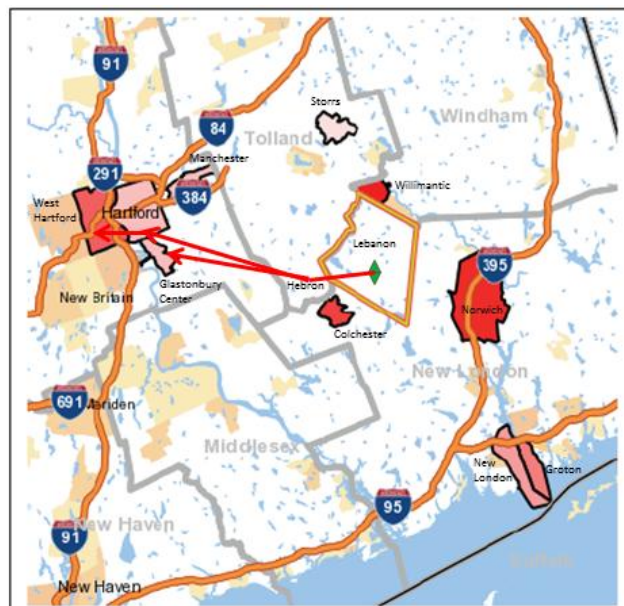 91
Storrs
84
Tolland
Windham
Manchester
291
384
Willimantic
West
Hartford
Hartford
Lebanon
395
Hebron
Glastonbury
Center
New Britain
Norwich
Colchester
New London
691
Meriden
Middlesex
New
London
Groton
95
91
New Haven
New Haven